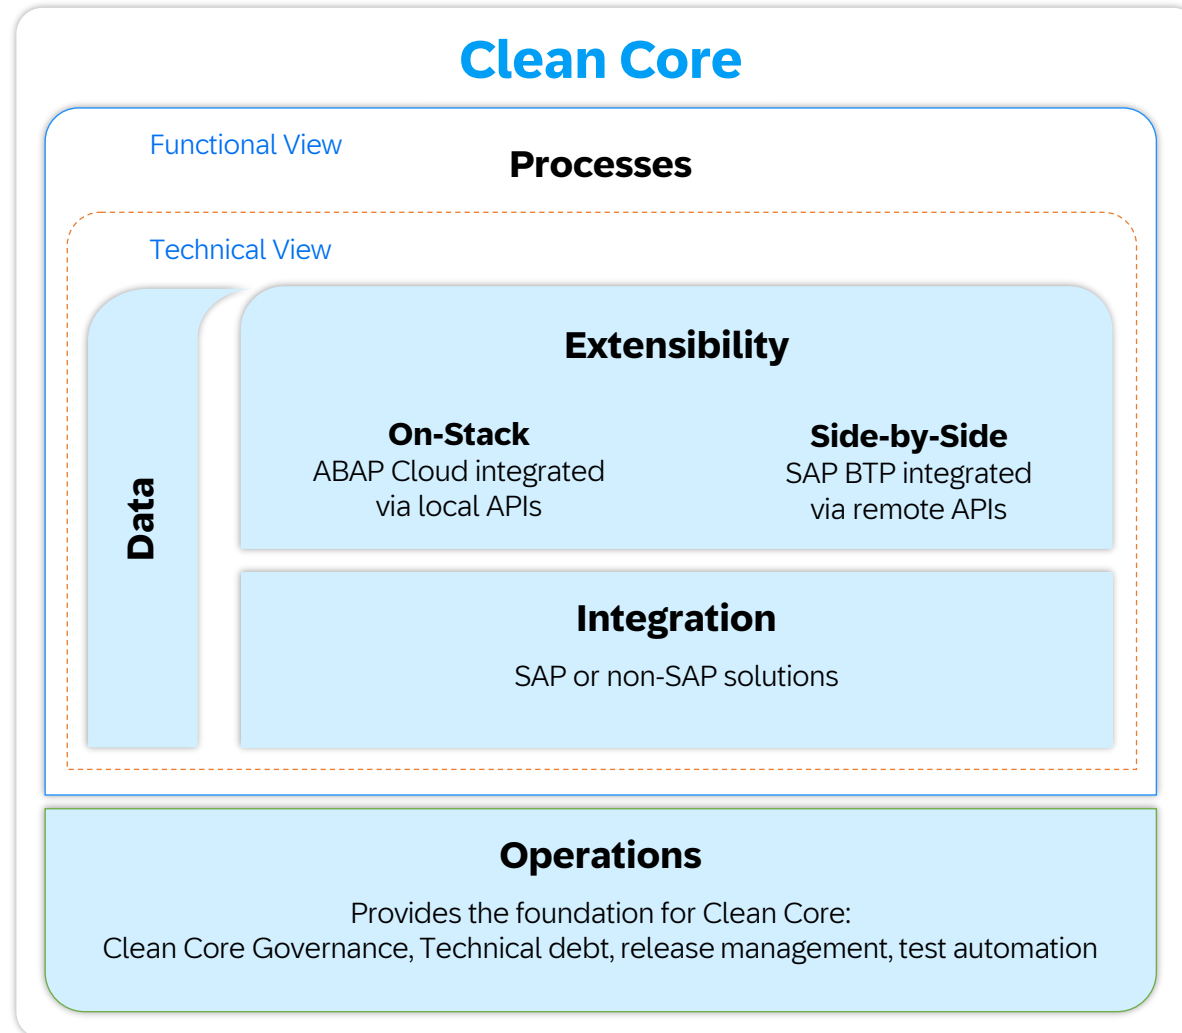 Clean Core
Functional View
Processes
Technical View
Data
Extensibility
On-Stack
ABAP Cloud integrated
via local APIs
Side-by-Side
SAP BTP integrated
via remote APIs
Integration
SAP or non-SAP solutions
Operations
Provides the foundation for Clean Core:
Clean Core Governance, Technical debt, release management, test automation